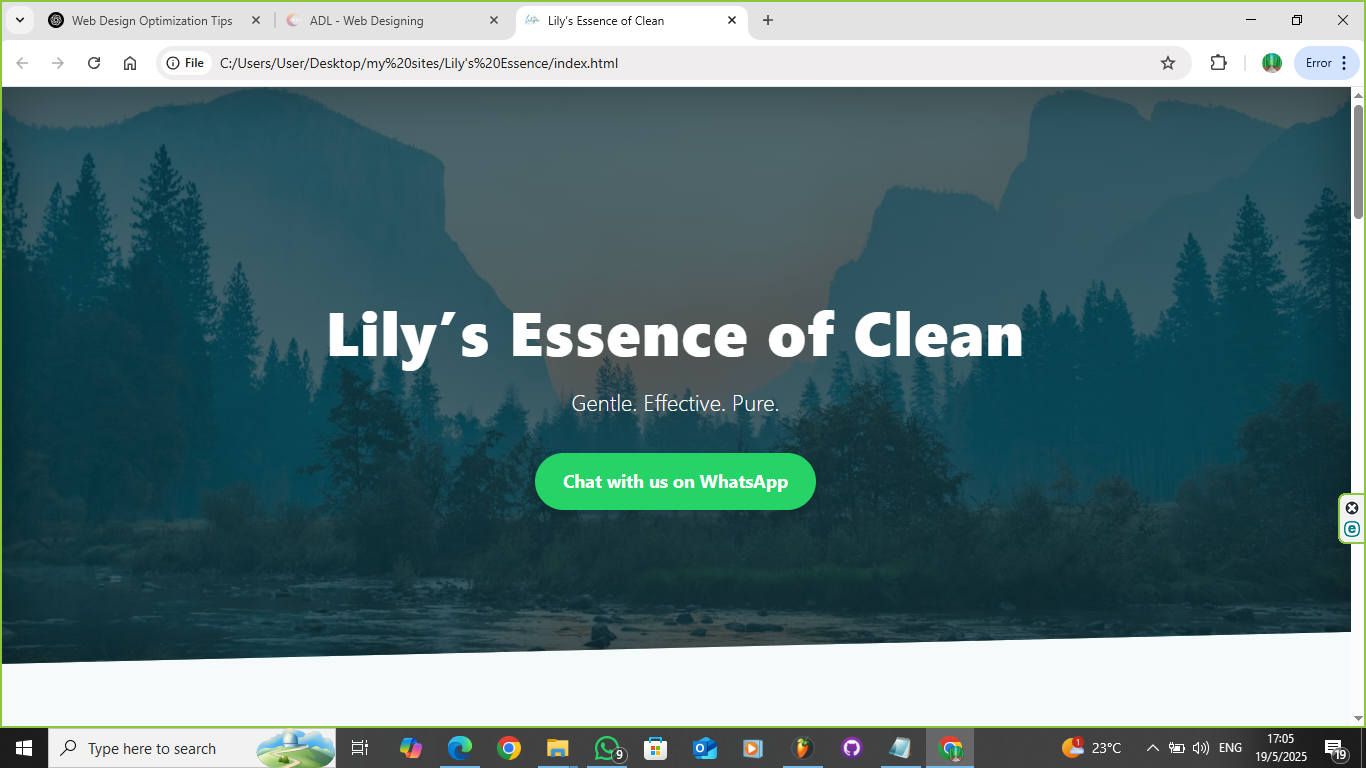 Web Design Optimization Tips
ADL - Web Designing
Lily's Essence of Clean
File
C:/Users/User/Desktop/my%20sites/Lily's%20Essence/index.html
Error
Lily’s Essence of Clean
Gentle. Effective. Pure.
Chat with us on WhatsApp
Type here to search
9
1
23°C
ENG
17:05
19/5/2025
19